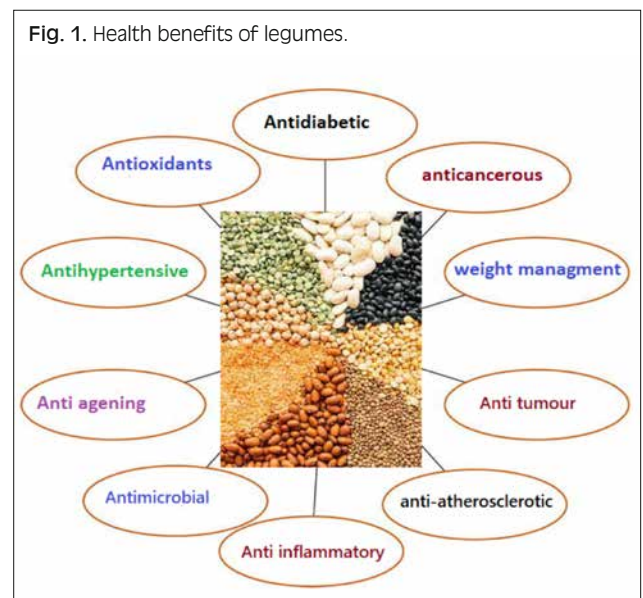 Fig. 1. Health benefits of legumes.
Antidiabetic
Antioxidants
anticancerous
Antihypertensive
weight managment
Anti agening
Anti tumour
Antimicrobial
anti-atherosclerotic
Anti inflammatory